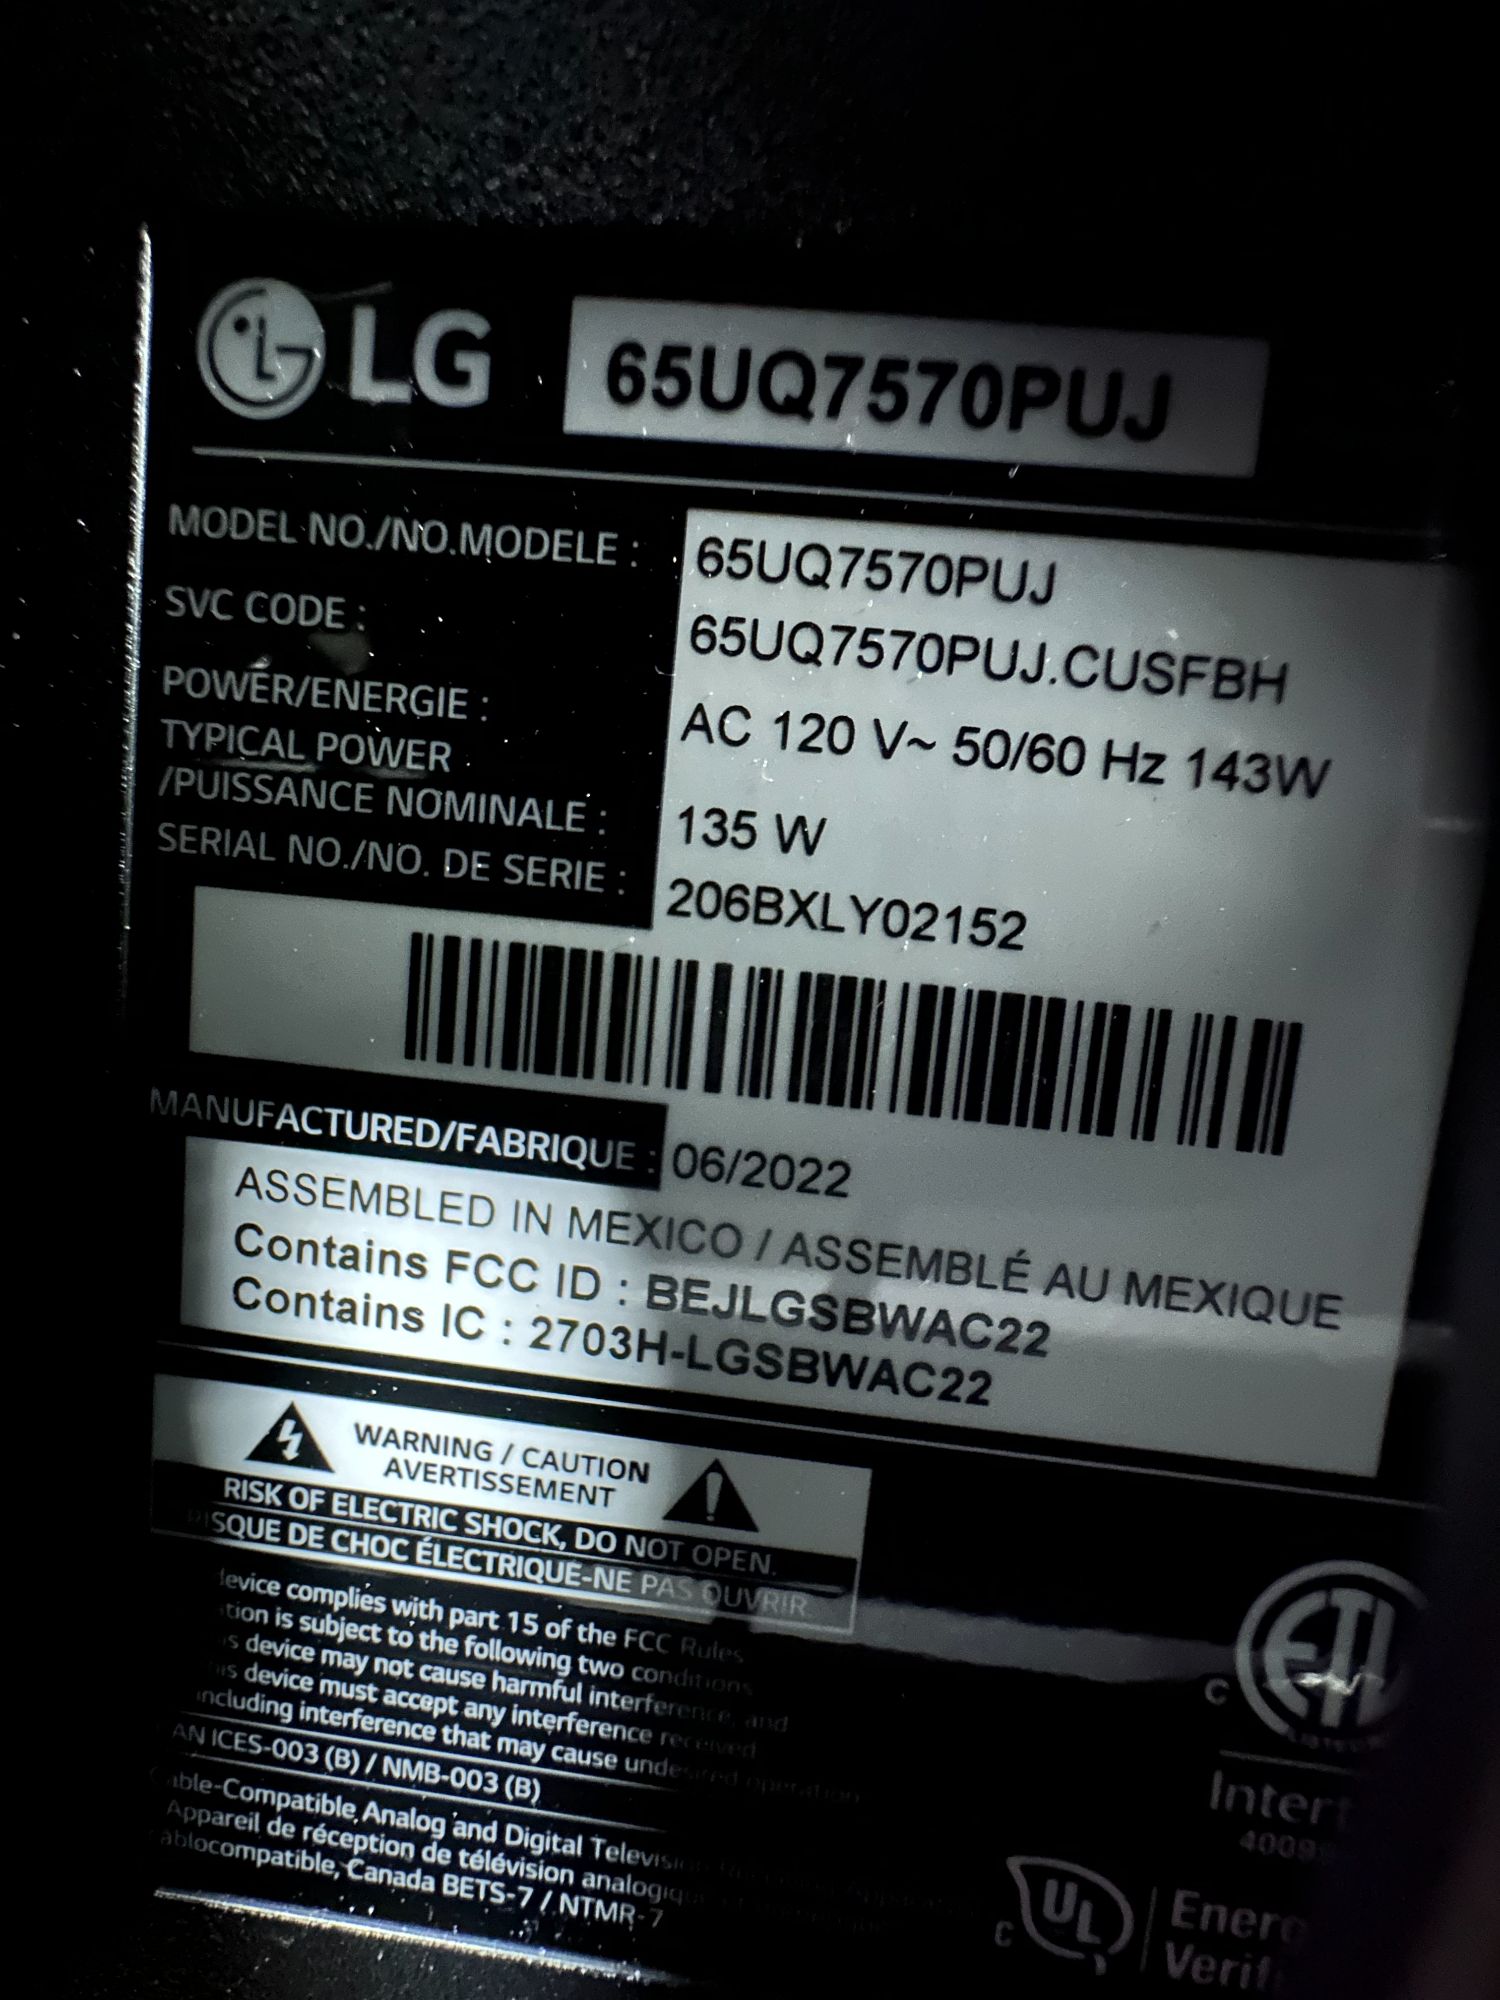 LG 65UQ7570PUJ
MODEL NO./NO.MODELE : 65UQ7570PUJ
SVC CODE : 65UQ7570PUJ.CUSFBH
POWER/ENERGIE : AC 120 V~ 50/60 Hz 143W
TYPICAL POWER
/PUISSANCE NOMINALE : 135 W
SERIAL NO./NO. DE SERIE : 206BXLY02152
MANUFACTURED/FABRIQUE : 06/2022
ASSEMBLED IN MEXICO / ASSEMBLÉ AU MEXIQUE
Contains FCC ID : BEJLGSBWAC22
Contains IC : 2703H-LGSBWAC22
WARNING / CAUTION
AVERTISSEMENT
RISK OF ELECTRIC SHOCK, DO NOT OPEN.
RISQUE DE CHOC ÉLECTRIQUE-NE PAS OUVRIR.
device complies with part 15 of the FCC Rules
is subject to the following two conditions
device may not cause harmful interference, and
device must accept any interference received
including interference that may cause undesired operation
ICES-003 (B) / NMB-003 (B)
Analog and Digital
Appareil de réception de télévision
Canada BETS-7 / NTMR-7
C ETL
C UL